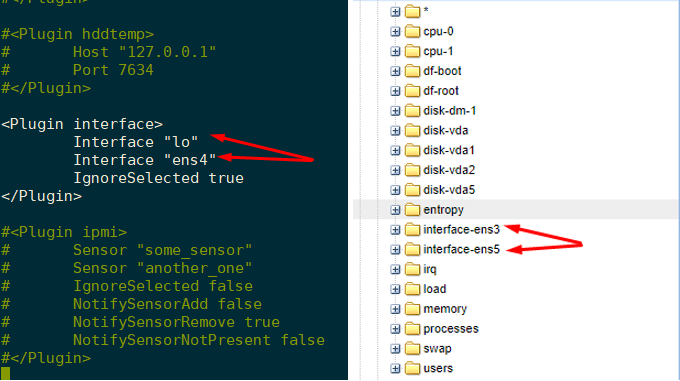 #</Plugin>
#<Plugin hddtemp>
#       Host "127.0.0.1"
#       Port 7634
#</Plugin>
<Plugin interface>
        Interface "lo"
        Interface "ens4"
        IgnoreSelected true
</Plugin>
#<Plugin ipmi>
#       Sensor "some_sensor"
#       Sensor "another_one"
#       IgnoreSelected false
#       NotifySensorAdd false
#       NotifySensorRemove true
#       NotifySensorNotPresent false
#</Plugin>
*
cpu-0
cpu-1
df-boot
df-root
disk-dm-1
disk-vda
disk-vda1
disk-vda2
disk-vda5
entropy
interface-ens3
interface-ens5
irq
load
memory
processes
swap
users